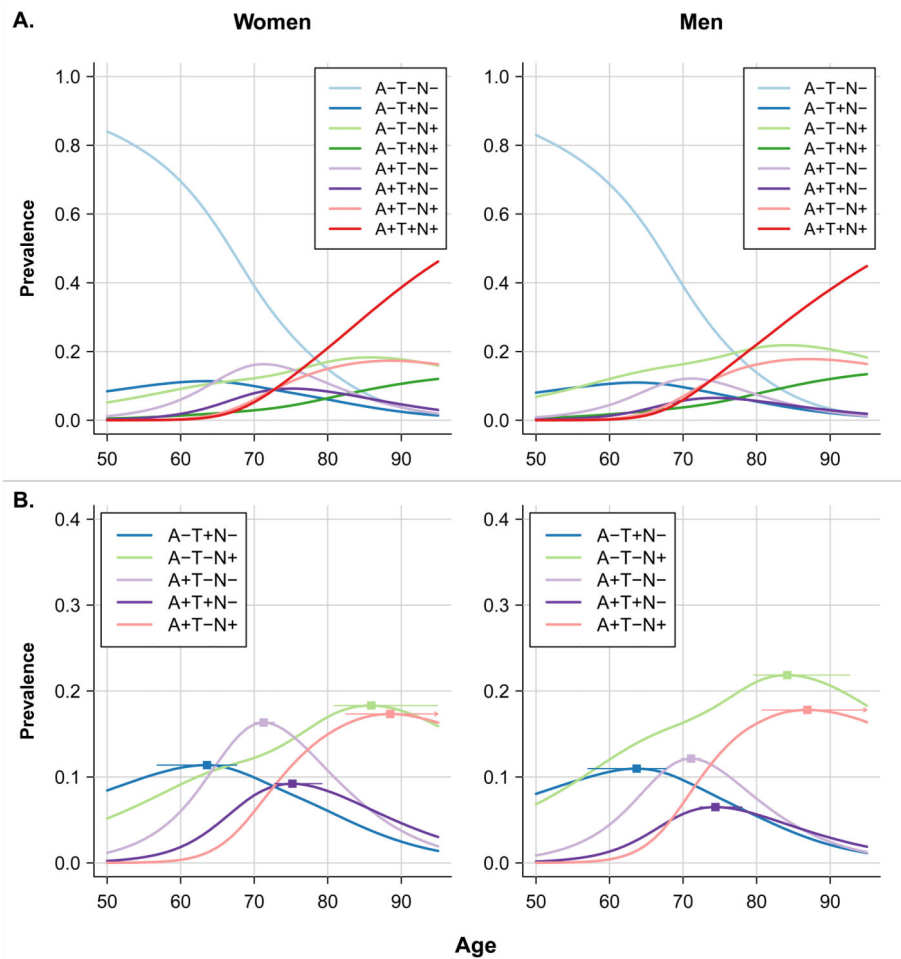 A.
Women
Men
Prevalence
1.0
0.8
0.6
0.4
0.2
0.0
50
60
70
80
90
A−T−N−
A−T+N−
A−T−N+
A−T+N+
A+T−N−
A+T+N−
A+T−N+
A+T+N+
1.0
0.8
0.6
0.4
0.2
0.0
50
60
70
80
90
A−T−N−
A−T+N−
A−T−N+
A−T+N+
A+T−N−
A+T+N−
A+T−N+
A+T+N+
B.
Prevalence
0.4
0.3
0.2
0.1
0.0
50
60
70
80
90
A−T+N−
A−T−N+
A+T−N−
A+T+N−
A+T−N+
0.4
0.3
0.2
0.1
0.0
50
60
70
80
90
A−T+N−
A−T−N+
A+T−N−
A+T+N−
A+T−N+
Age